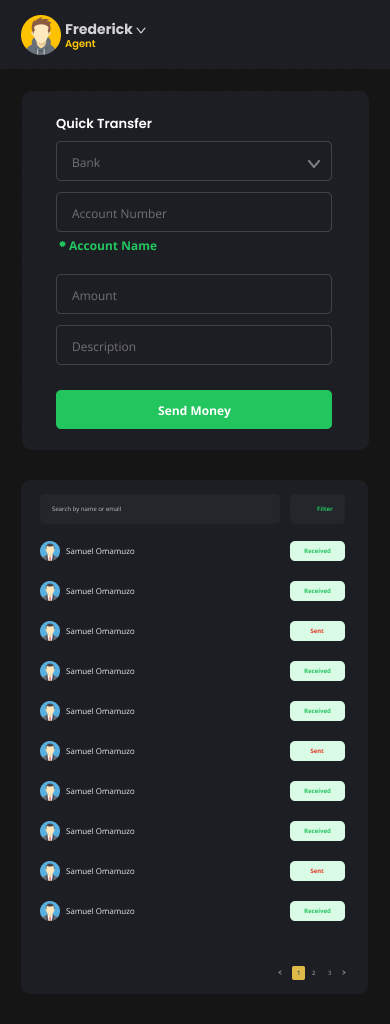 Frederick
Agent
Quick Transfer
Bank
Account Number
* Account Name
Amount
Description
Send Money
Search by name or email Filter
Samuel Omamuzo Received
Samuel Omamuzo Received
Samuel Omamuzo Sent
Samuel Omamuzo Received
Samuel Omamuzo Received
Samuel Omamuzo Sent
Samuel Omamuzo Received
Samuel Omamuzo Received
Samuel Omamuzo Sent
Samuel Omamuzo Received
< 1 2 3 >